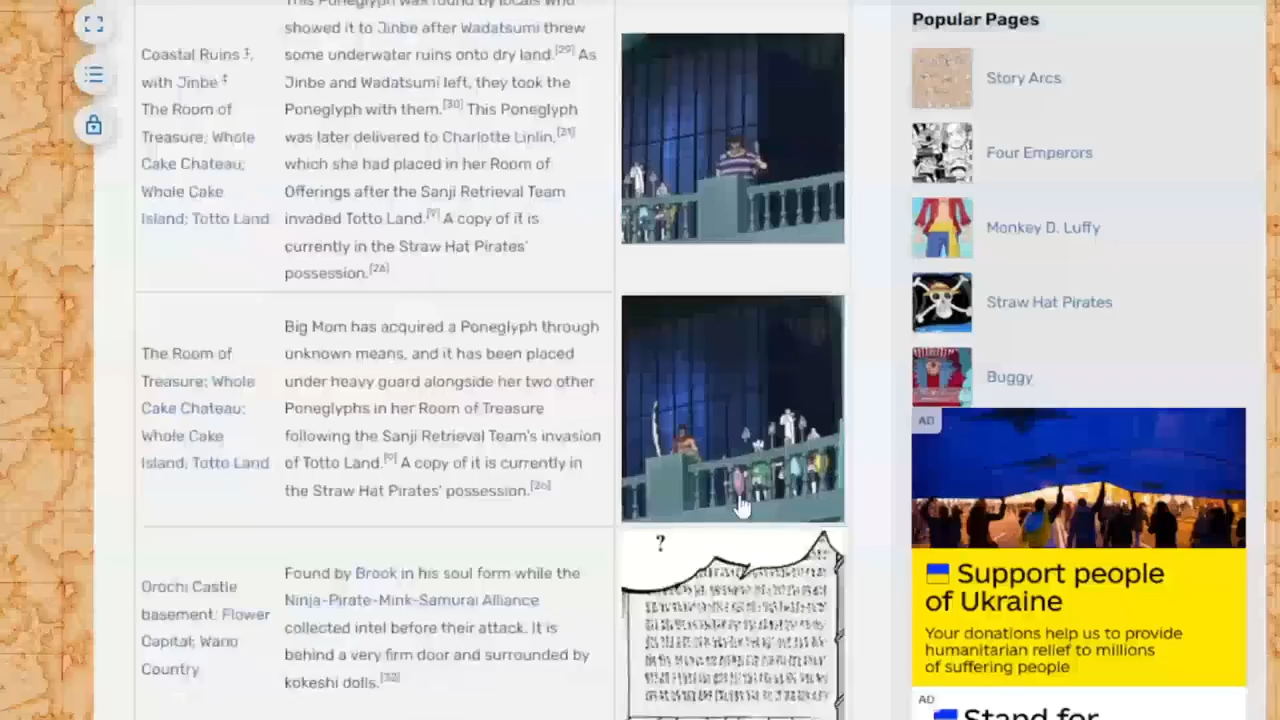 This Poneglyph was found by locals who
showed it to Jinbe after Wadatsumi threw
Coastal Ruins ‡,
some underwater ruins onto dry land.[29] As
with Jinbe ‡
Jinbe and Wadatsumi left, they took the
The Room of
Poneglyph with them.[30] This Poneglyph
Treasure; Whole
was later delivered to Charlotte Linlin,[31]
Cake Chateau;
which she had placed in her Room of
Whole Cake
Offerings after the Sanji Retrieval Team
Island; Totto Land
invaded Totto Land.[9] A copy of it is
currently in the Straw Hat Pirates'
possession.[26]
Big Mom has acquired a Poneglyph through
The Room of
unknown means, and it has been placed
Treasure; Whole
under heavy guard alongside her two other
Cake Chateau;
Poneglyphs in her Room of Treasure
Whole Cake
following the Sanji Retrieval Team's invasion
Island; Totto Land
of Totto Land.[9] A copy of it is currently in
the Straw Hat Pirates' possession.[26]
?
Found by Brook in his soul form while the
Orochi Castle
Ninja-Pirate-Mink-Samurai Alliance
basement; Flower
collected intel before their attack. It is
Capital; Wano
behind a very firm door and surrounded by
Country
kokeshi dolls.[32]
Popular Pages
Story Arcs
Four Emperors
Monkey D. Luffy
Straw Hat Pirates
Buggy
AD
Support people
of Ukraine
Your donations help us to provide
humanitarian relief to millions
of suffering people
AD
Stand for